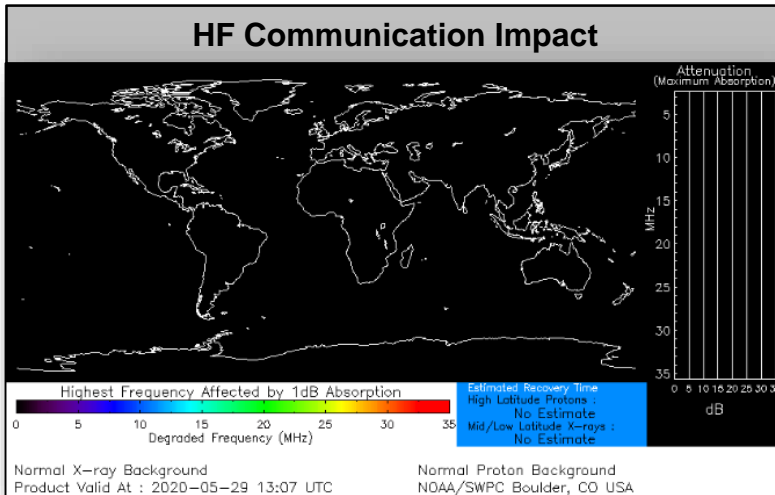 HF Communication Impact
Attenuation
(Maximum Absorption)
5
10
15
20
25
30
35
MHz
0 5 10 15 20 25 30 3
dB
Highest Frequency Affected by 1dB Absorption
0 5 10 15 20 25 30 35
Degraded Frequency (MHz)
Estimated Recovery Time
High Latitude Protons :
No Estimate
Mid/Low Latitude X-rays :
No Estimate
Normal X-ray Background
Product Valid At : 2020-05-29 13:07 UTC
Normal Proton Background
NOAA/SWPC Boulder, CO USA